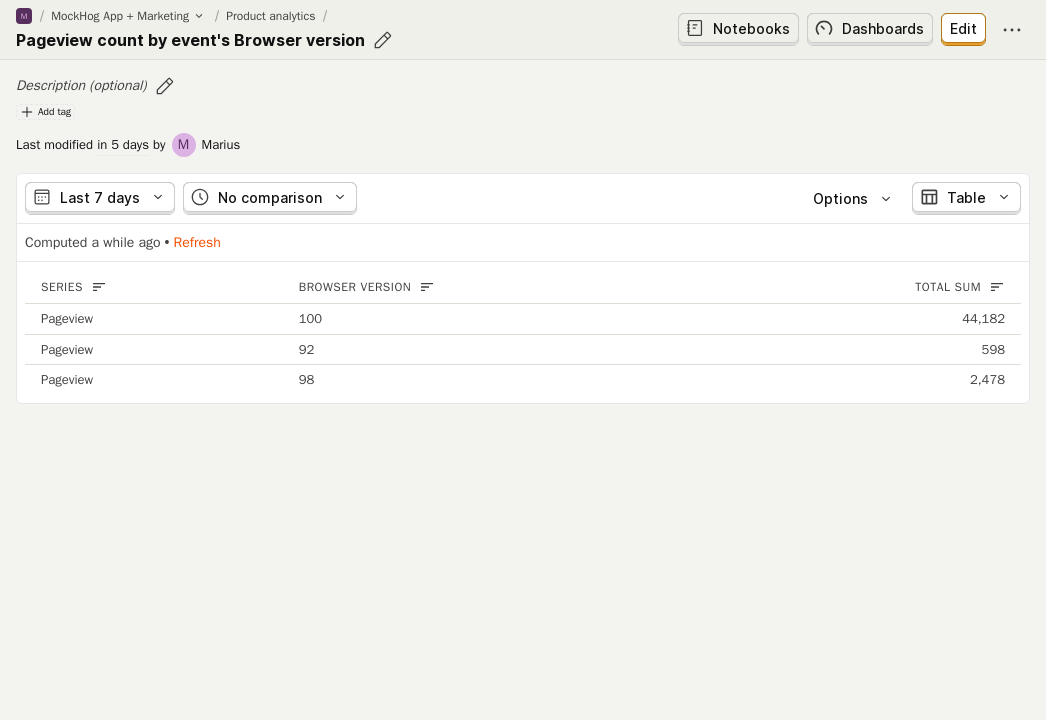 M / MockHog App + Marketing / Product analytics /
Pageview count by event's Browser version
Notebooks Dashboards Edit
Description (optional)
Add tag
Last modified in 5 days by M Marius
Last 7 days No comparison Options Table
Computed a while ago • Refresh
SERIES BROWSER VERSION TOTAL SUM
Pageview 100 44,182
Pageview 92 598
Pageview 98 2,478